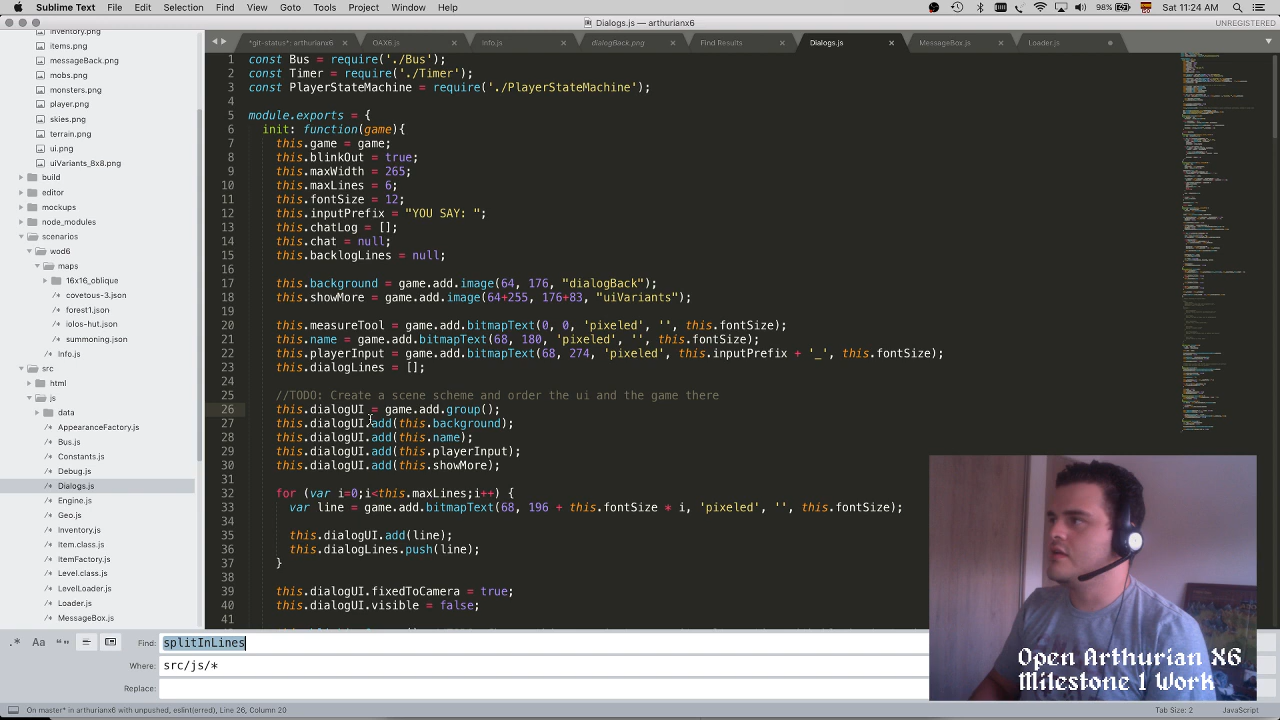 Sublime Text File Edit Selection Find View Goto Tools Project Window Help 98% Sat 11:24 AM
Dialogs.js — arthurianx6 UNREGISTERED
*git-status*: arthurianx6 OAX6.js Info.js dialogBack.png Find Results Dialogs.js MessageBox.js Loader.js
inventory.png
items.png
messageBack.png
mobs.png
monsters.png
player.png
skies.png
terrain.png
ui.png
uiVariants_8x8.png
build
editor
mockups
node_modules
scenarios
wod6
maps
16x16_oblique
/* covetous-3.json
/* forest1.json
/* iolos-hut.json
/* summoning.json
/* Info.js
src
html
js
data
/* AppearanceFactory.js
/* Bus.js
/* Constants.js
/* Debug.js
/* Dialogs.js
/* Engine.js
/* Geo.js
/* Inventory.js
/* Item.class.js
/* ItemFactory.js
/* Level.class.js
/* LevelLoader.js
/* Loader.js
/* MessageBox.js
1 const Bus = require('./Bus');
2 const Timer = require('./Timer');
3 const PlayerStateMachine = require('./PlayerStateMachine');
4
5 module.exports = {
6 init: function(game){
7 this.game = game;
8 this.blinkOut = true;
9 this.maxWidth = 265;
10 this.maxLines = 6;
11 this.fontSize = 12;
12 this.inputPrefix = "YOU SAY: ";
13 this.chatLog = [];
14 this.chat = null;
15 this.backlogLines = null;
16
17 this.background = game.add.image(64, 176, "dialogBack");
18 this.showMore = game.add.image(64+255, 176+83, "uiVariants");
19
20 this.measureTool = game.add.bitmapText(0, 0, 'pixeled', '', this.fontSize);
21 this.name = game.add.bitmapText(68, 180, 'pixeled', '', this.fontSize);
22 this.playerInput = game.add.bitmapText(68, 274, 'pixeled', this.inputPrefix + '_', this.fontSize);
23 this.dialogLines = [];
24
25 //TODO: Create a scene scheme and order the ui and the game there
26 this.dialogUI = game.add.group();
27 this.dialogUI.add(this.background);
28 this.dialogUI.add(this.name);
29 this.dialogUI.add(this.playerInput);
30 this.dialogUI.add(this.showMore);
31
32 for (var i=0;i<this.maxLines;i++) {
33 var line = game.add.bitmapText(68, 196 + this.fontSize * i, 'pixeled', '', this.fontSize);
34
35 this.dialogUI.add(line);
36 this.dialogLines.push(line);
37 }
38
39 this.dialogUI.fixedToCamera = true;
40 this.dialogUI.visible = false;
41
Open Arthurian X6
Milestone 1 Work
.* Aa “” Find: splitInLines
Where: src/js/*
Replace:
On master* in arthurianx6 with unpushed, eslint(erred), Line 26, Column 20 Tab Size: 2 JavaScript